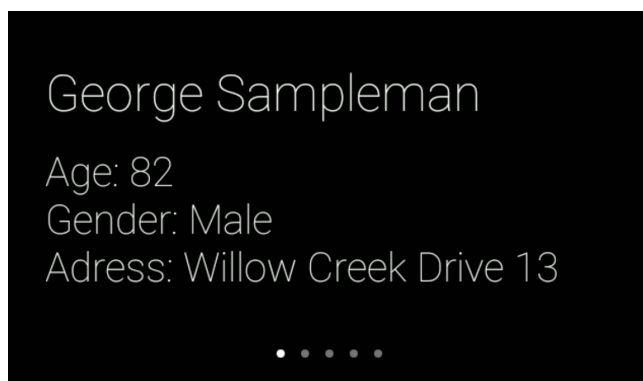 George Sampleman
Age: 82
Gender: Male
Adress: Willow Creek Drive 13